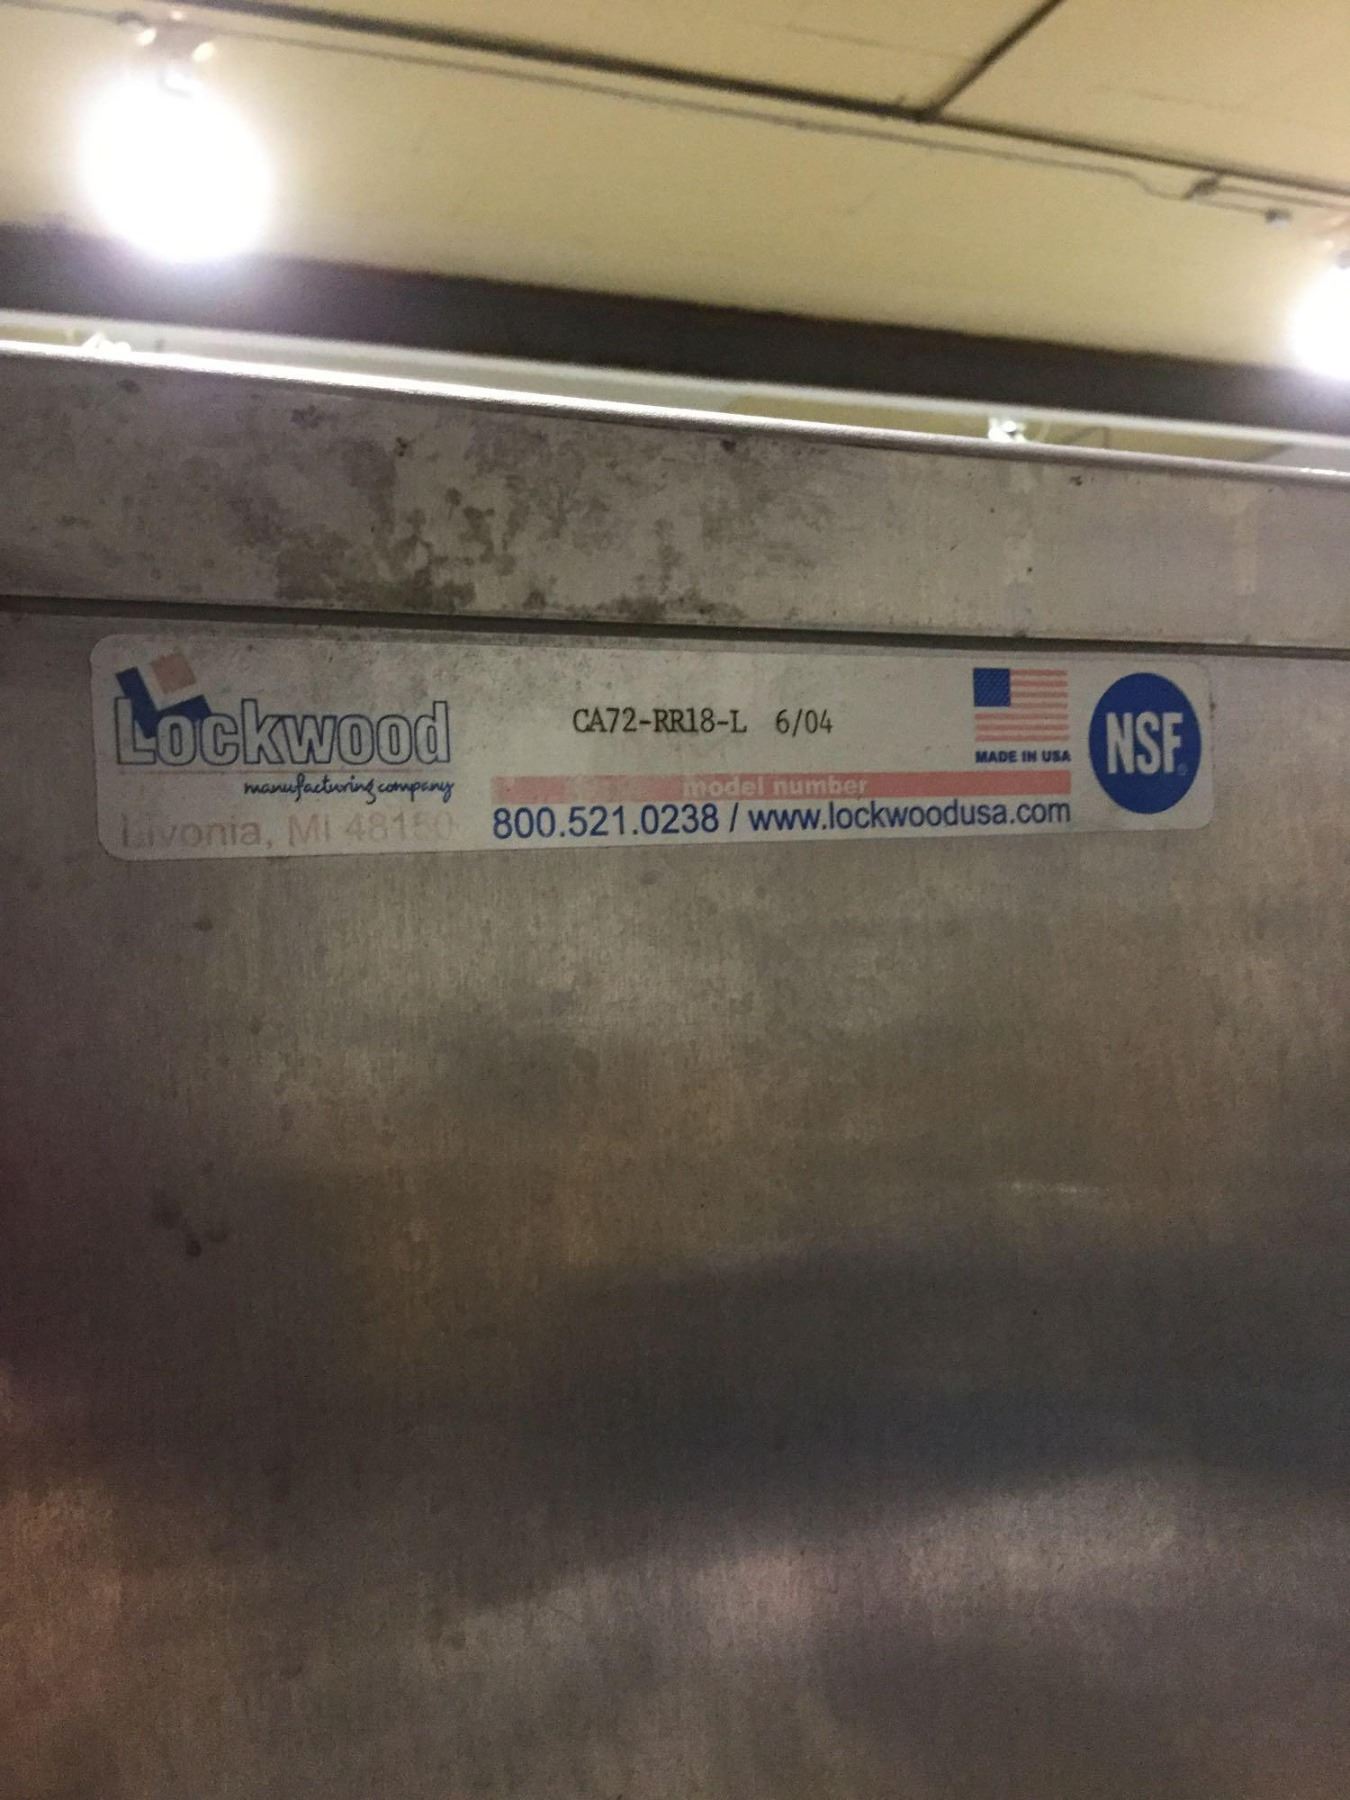 Lockwood
manufacturing company
Livonia, MI 48150
CA72-RR18-L 6/04
model number
800.521.0238 / www.lockwoodusa.com
MADE IN USA
NSF®